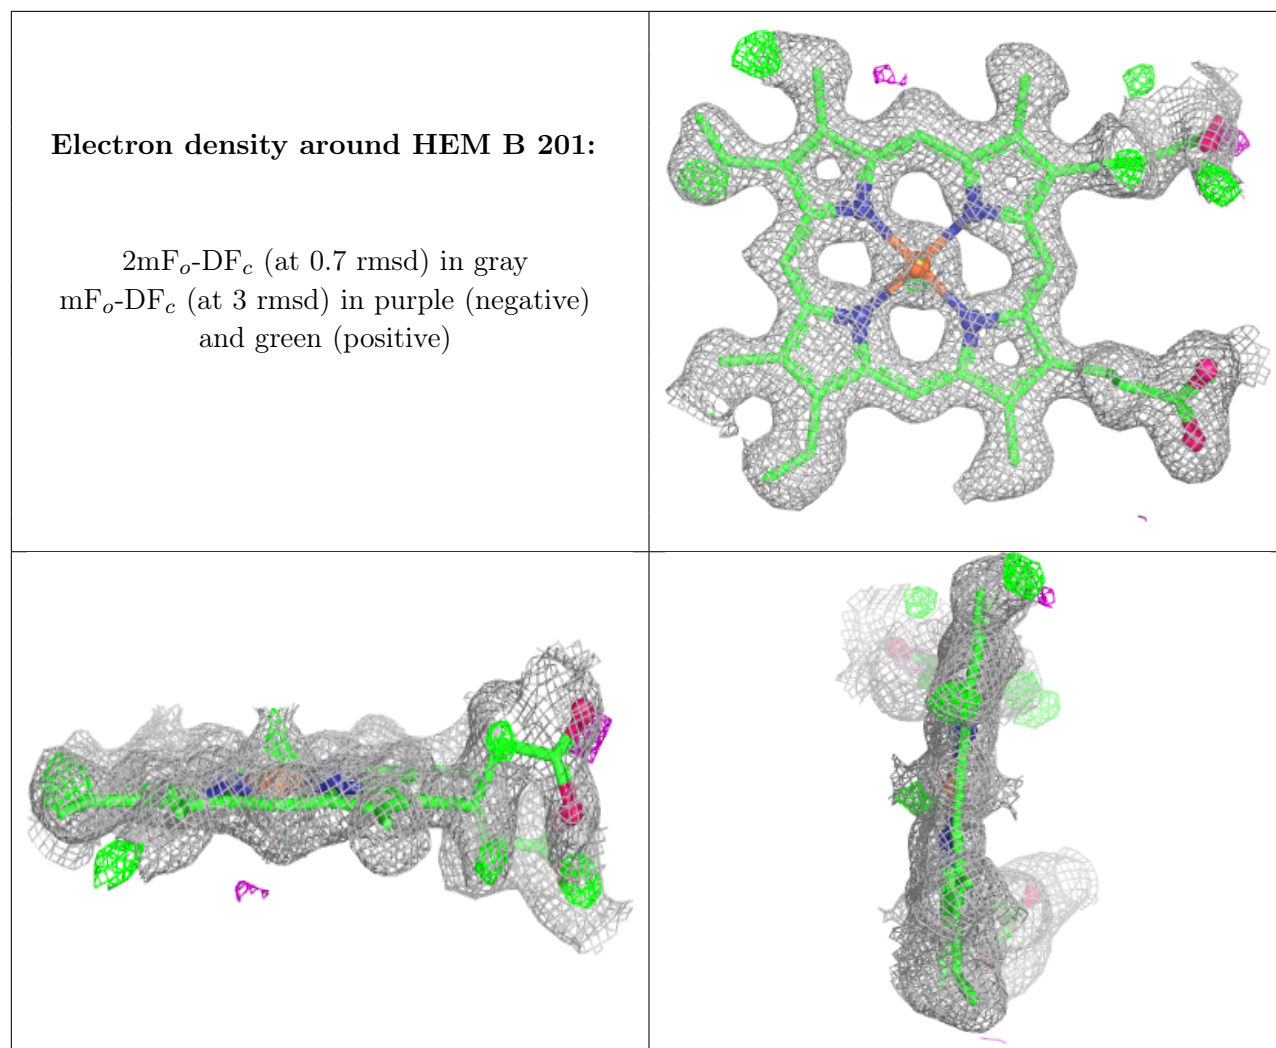 Electron density around HEM B 201:
2mFₒ-DF𝒸 (at 0.7 rmsd) in gray
mFₒ-DF𝒸 (at 3 rmsd) in purple (negative)
and green (positive)